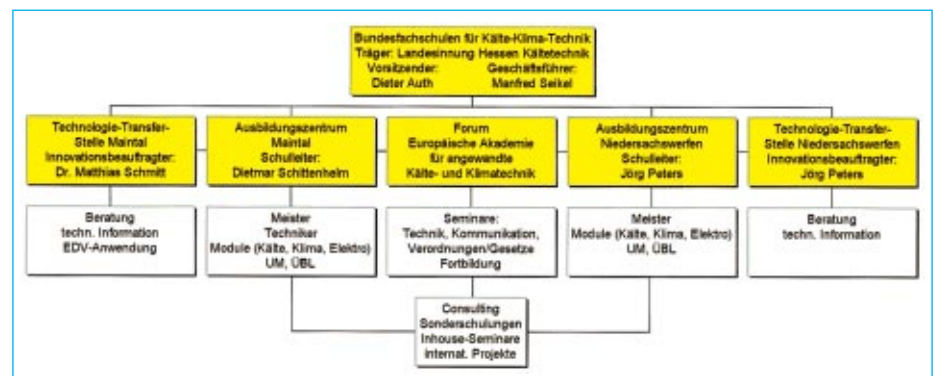 Bundesfachschulen für Kälte-Klima-Technik
Träger: Landesinnung Hessen Kältetechnik
Vorsitzender: Geschäftsführer:
Dieter Auth Manfred Seikel
Technologie-Transfer-
Stelle Maintal
Innovationsbeauftragter:
Dr. Matthias Schmitt
Ausbildungszentrum
Maintal
Schulleiter:
Dietmar Schittenhelm
Forum
Europäische Akademie
für angewandte
Kälte- und Klimatechnik
Ausbildungszentrum
Niedersachswerfen
Schulleiter:
Jörg Peters
Technologie-Transfer-
Stelle Niedersachswerfen
Innovationsbeauftragter:
Jörg Peters
Beratung
techn. Information
EDV-Anwendung
Meister
Techniker
Module (Kälte, Klima, Elektro)
UM, ÜBL
Seminare:
Technik, Kommunikation,
Verordnungen/Gesetze
Fortbildung
Meister
Module (Kälte, Klima, Elektro)
UM, ÜBL
Beratung
techn. Information
Consulting
Sonderschulungen
Inhouse-Seminare
Internat. Projekte